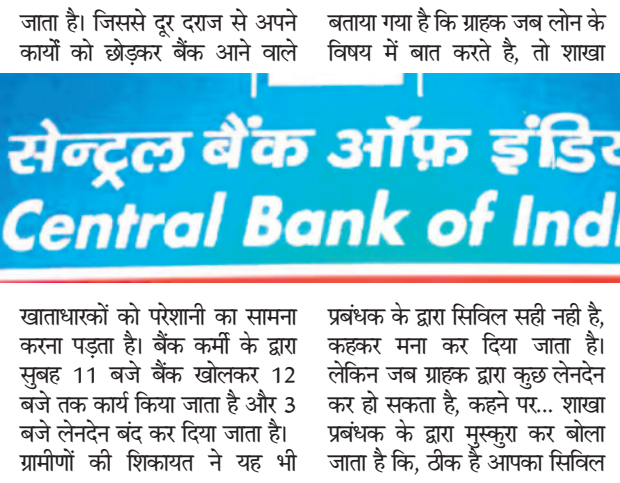 जाता है। जिससे दूर दराज से अपने
कार्यों को छोड़कर बैंक आने वाले
सेन्ट्रल बैंक ऑफ़ इंडिय
Central Bank of Indi
खाताधारकों को परेशानी का सामना
करना पड़ता है। बैंक कर्मी के द्वारा
सुबह 11 बजे बैंक खोलकर 12
बजे तक कार्य किया जाता है और 3
बजे लेनदेन बंद कर दिया जाता है।
ग्रामीणों की शिकायत ने यह भी
बताया गया है कि ग्राहक जब लोन के
विषय में बात करते है, तो शाखा
प्रबंधक के द्वारा सिविल सही नही है,
कहकर मना कर दिया जाता है।
लेकिन जब ग्राहक द्वारा कुछ लेनदेन
कर हो सकता है, कहने पर... शाखा
प्रबंधक के द्वारा मुस्कुरा कर बोला
जाता है कि, ठीक है आपका सिविल